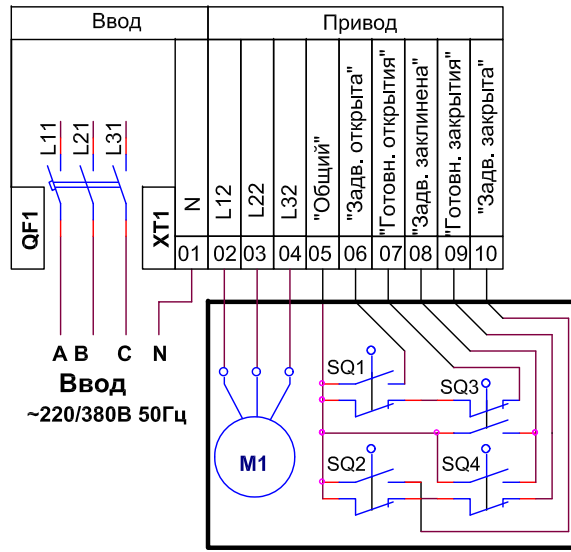 Ввод
Привод
L11
L21
L31
N
L12
L22
L32
"Общий"
"Задв. открыта"
"Готовн. открытия"
"Задв. заклинена"
"Готовн. закрытия"
"Задв. закрыта"
QF1
XT1
01
02
03
04
05
06
07
08
09
10
A B C N
Ввод
~220/380В 50Гц
M1
SQ1
SQ3
SQ2
SQ4